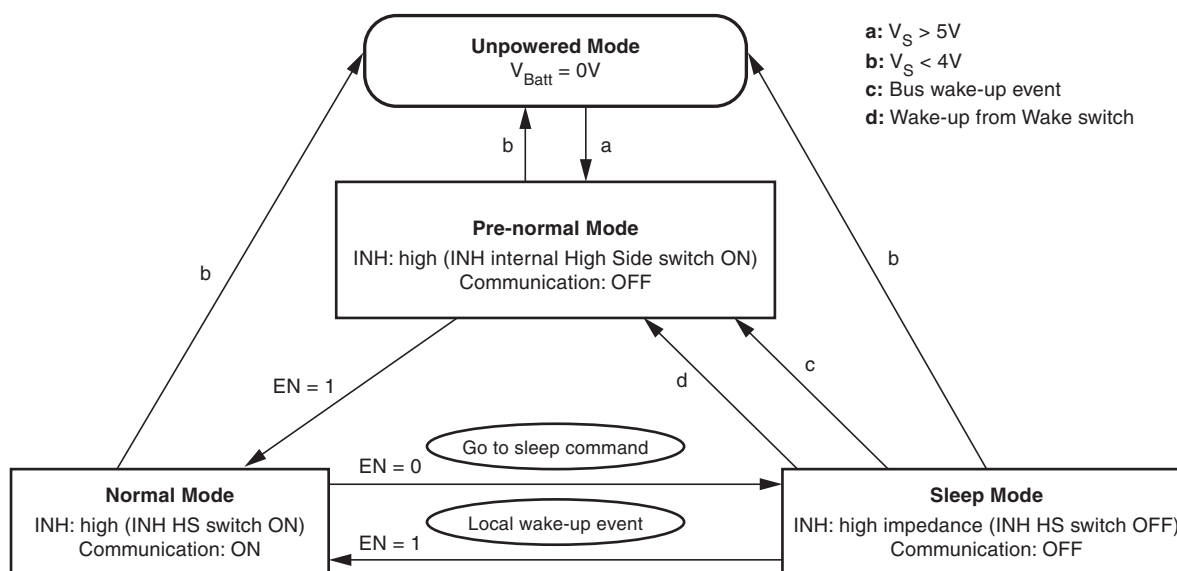 Unpowered Mode
V_Batt = 0V
a: V_S > 5V
b: V_S < 4V
c: Bus wake-up event
d: Wake-up from Wake switch
b
a
Pre-normal Mode
INH: high (INH internal High Side switch ON)
Communication: OFF
b
b
EN = 1
d
c
Go to sleep command
EN = 0
Normal Mode
INH: high (INH HS switch ON)
Communication: ON
Local wake-up event
EN = 1
Sleep Mode
INH: high impedance (INH HS switch OFF)
Communication: OFF